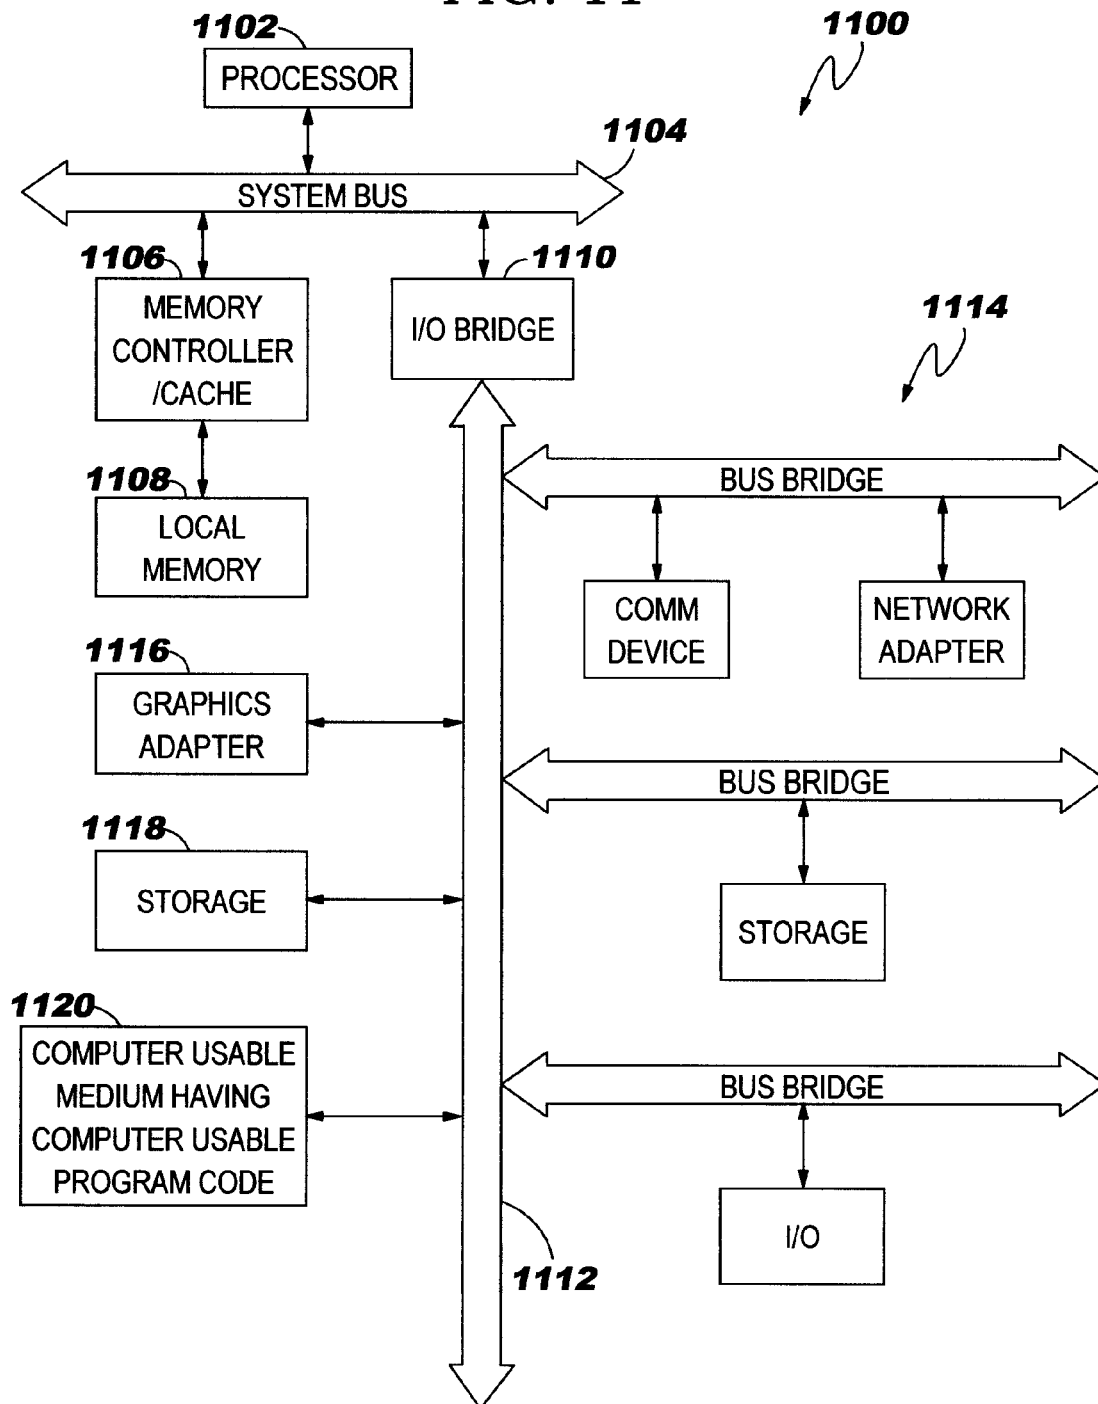 FIG. 11
1102
1100
PROCESSOR
1104
SYSTEM BUS
1106
1110
MEMORY
CONTROLLER
/CACHE
I/O BRIDGE
1114
1108
LOCAL
MEMORY
BUS BRIDGE
COMM
DEVICE
NETWORK
ADAPTER
1116
GRAPHICS
ADAPTER
BUS BRIDGE
1118
STORAGE
STORAGE
1120
COMPUTER USABLE
MEDIUM HAVING
COMPUTER USABLE
PROGRAM CODE
BUS BRIDGE
I/O
1112